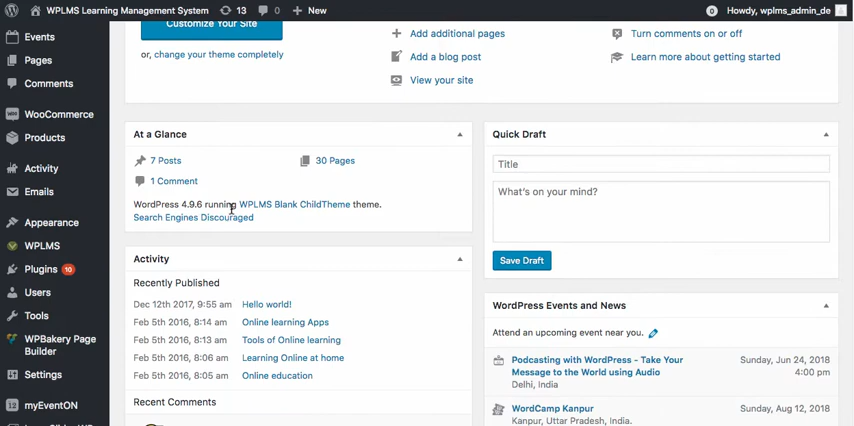 WPLMS Learning Management System 13 0 + New 0 Howdy, wplms_admin_de
Events
Pages
Comments
WooCommerce
Products
Activity
Emails
Appearance
WPLMS
Plugins 10
Users
Tools
WPBakery Page
Builder
Settings
12 myEventON
Customize Your Site
or, change your theme completely
Add additional pages
Add a blog post
View your site
Turn comments on or off
Learn more about getting started
At a Glance
7 Posts
30 Pages
1 Comment
WordPress 4.9.6 running WPLMS Blank ChildTheme theme.
Search Engines Discouraged
Activity
Recently Published
Dec 12th 2017, 9:55 am Hello world!
Feb 5th 2016, 8:14 am Online learning Apps
Feb 5th 2016, 8:13 am Tools of Online learning
Feb 5th 2016, 8:06 am Learning Online at home
Feb 5th 2016, 8:05 am Online education
Recent Comments
Quick Draft
Title
What's on your mind?
Save Draft
WordPress Events and News
Attend an upcoming event near you.
Podcasting with WordPress - Take Your Sunday, Jun 24, 2018
Message to the World using Audio 4:00 pm
Delhi, India
WordCamp Kanpur Sunday, Aug 12, 2018
Kanpur, Uttar Pradesh, India.